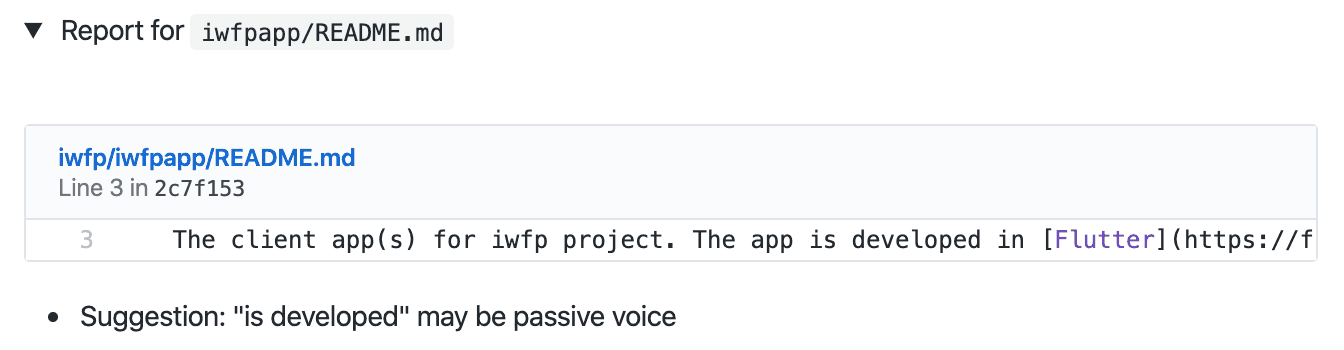 ▼ Report for iwfpapp/README.md
iwfp/iwfpapp/README.md
Line 3 in 2c7f153
3 The client app(s) for iwfp project. The app is developed in [Flutter](https://f
• Suggestion: "is developed" may be passive voice